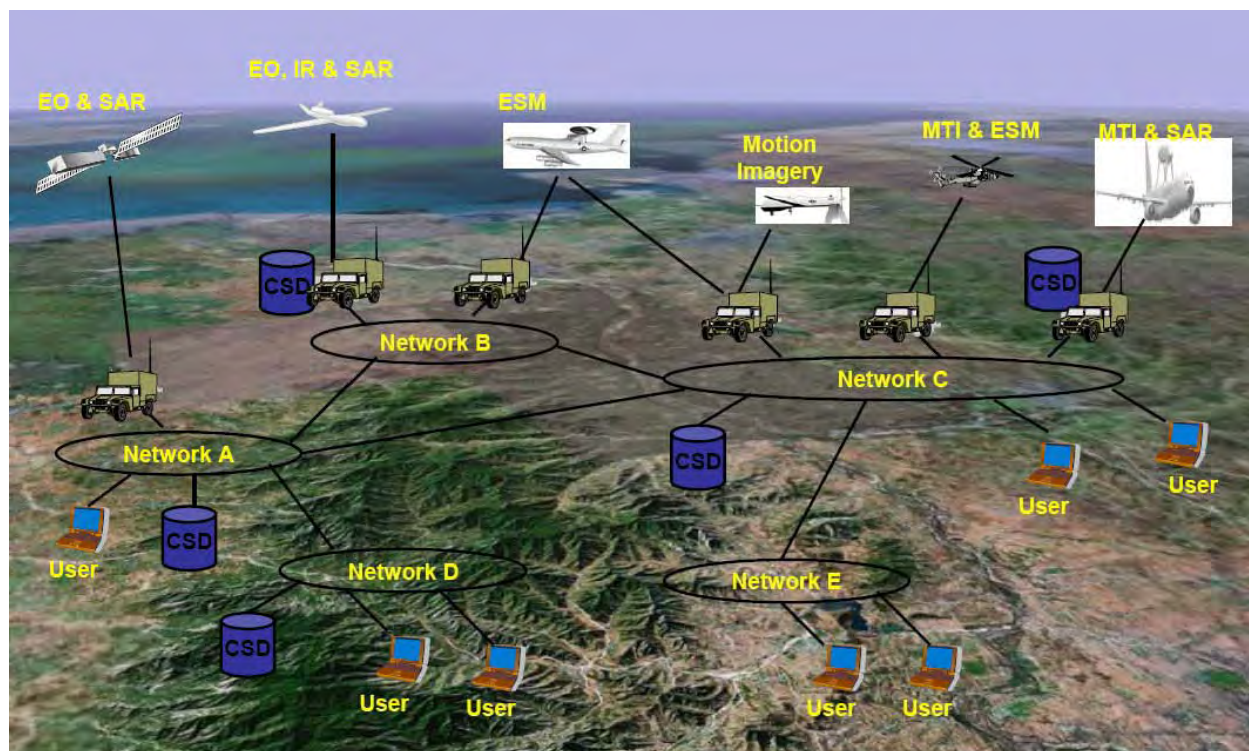 EO, IR & SAR
EO & SAR
ESM
Motion
Imagery
MTI & ESM
MTI & SAR
CSD
CSD
Network B
Network C
Network A
CSD
User
User
CSD
User
Network D
Network E
CSD
User
User
User
User